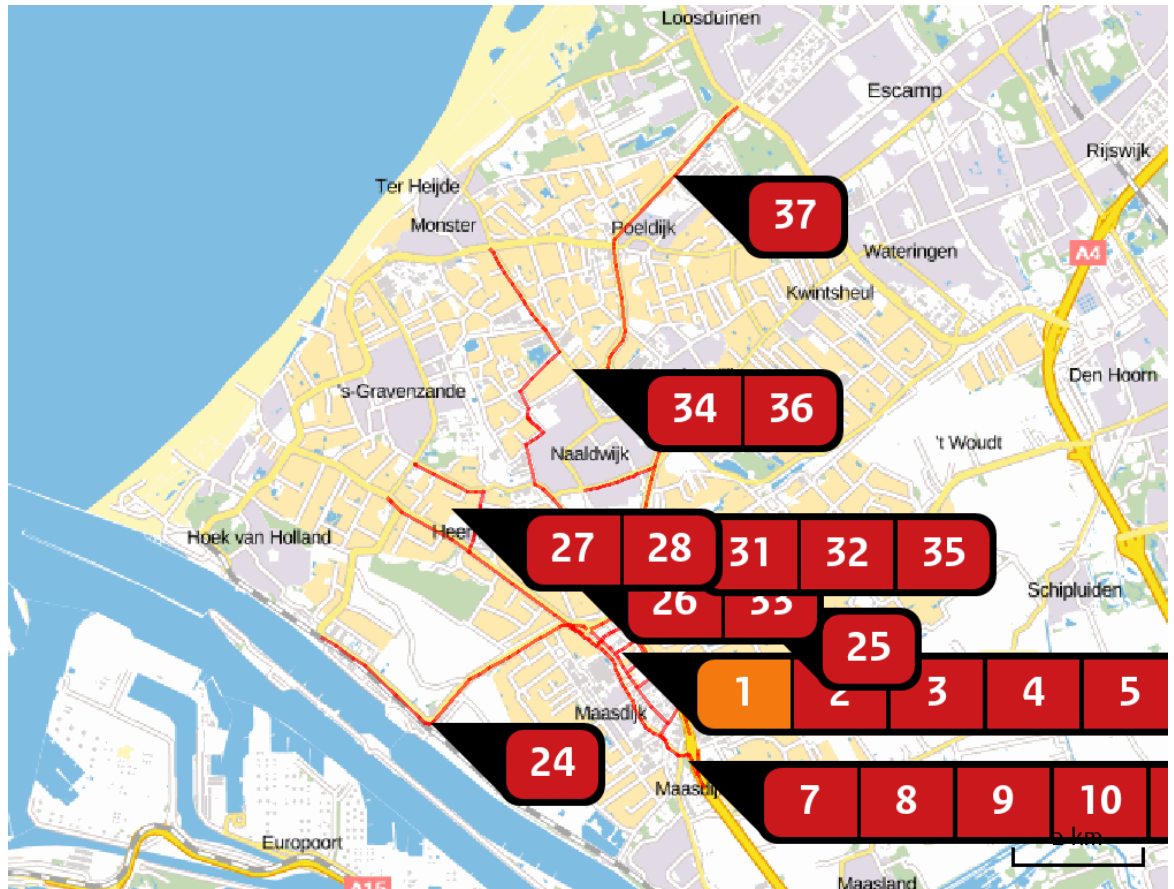 Loosduinen
Escamp
Rijswijk
Ter Heijde
Monster
Poeldijk
37
A4
Wateringen
Kwintsheul
's-Gravenzande
Den Hoorn
34 36
't Woudt
Naaldwijk
Hoek van Holland
27 28 31 32 35
26 33
Schipluiden
25
1 2 3 4 5
Maasdijk
24
7 8 9 10
Europoort
km
A15
Maasland